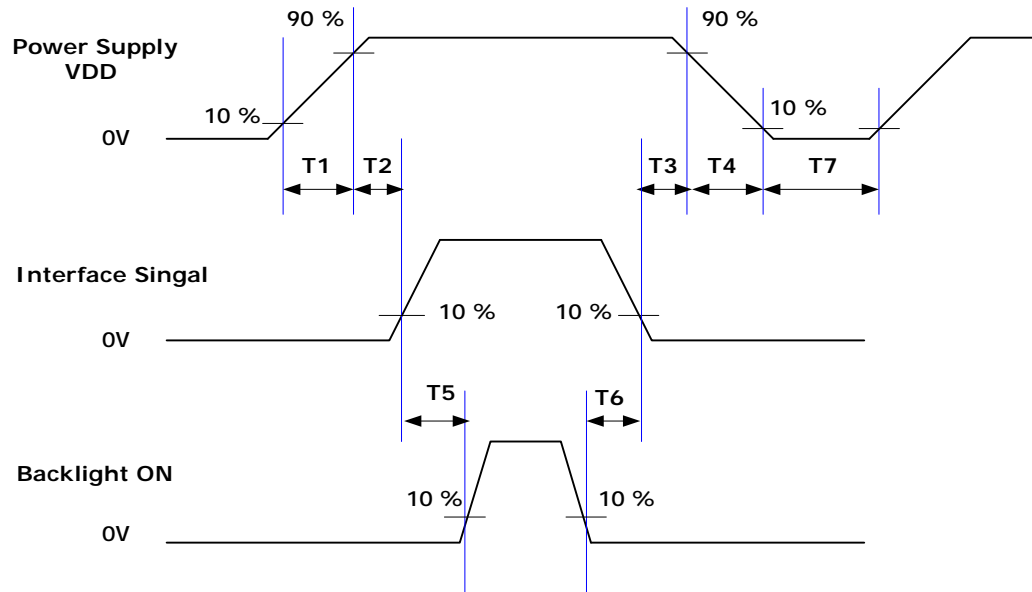 90 %
90 %
Power Supply
VDD
10 %
10 %
0V
T1
T2
T3
T4
T7
Interface Singal
10 %
10 %
0V
T5
T6
Backlight ON
10 %
10 %
0V